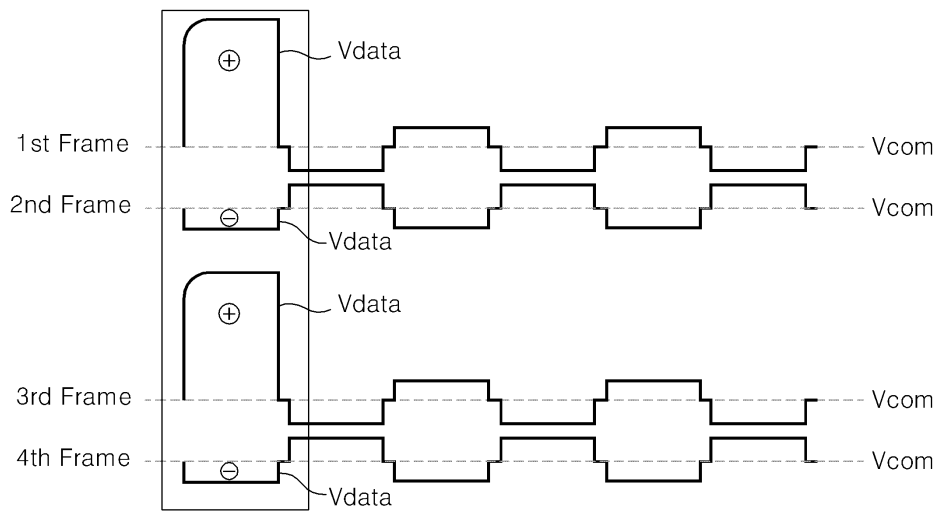 Vdata
1st Frame
Vcom
2nd Frame
Vcom
Vdata
Vdata
3rd Frame
Vcom
4th Frame
Vcom
Vdata